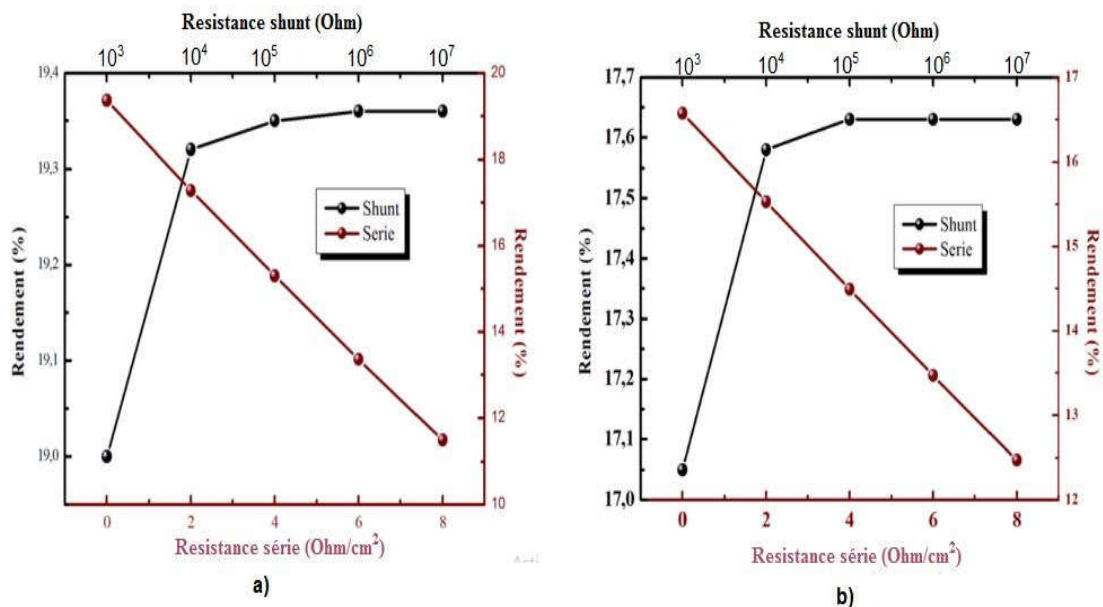 Resistance shunt (Ohm)
10³ 10⁴ 10⁵ 10⁶ 10⁷
19,4
19,3
19,2
19,1
19,0
Rendement (%)
Shunt
Serie
20
18
16
14
12
10
Rendement (%)
0 2 4 6 8
Resistance série (Ohm/cm²)
a)
Resistance shunt (Ohm)
10³ 10⁴ 10⁵ 10⁶ 10⁷
17,7
17,6
17,5
17,4
17,3
17,2
17,1
17,0
Rendement (%)
Shunt
Serie
17
16
15
14
13
12
Rendement (%)
0 2 4 6 8
Resistance série (Ohm/cm²)
b)